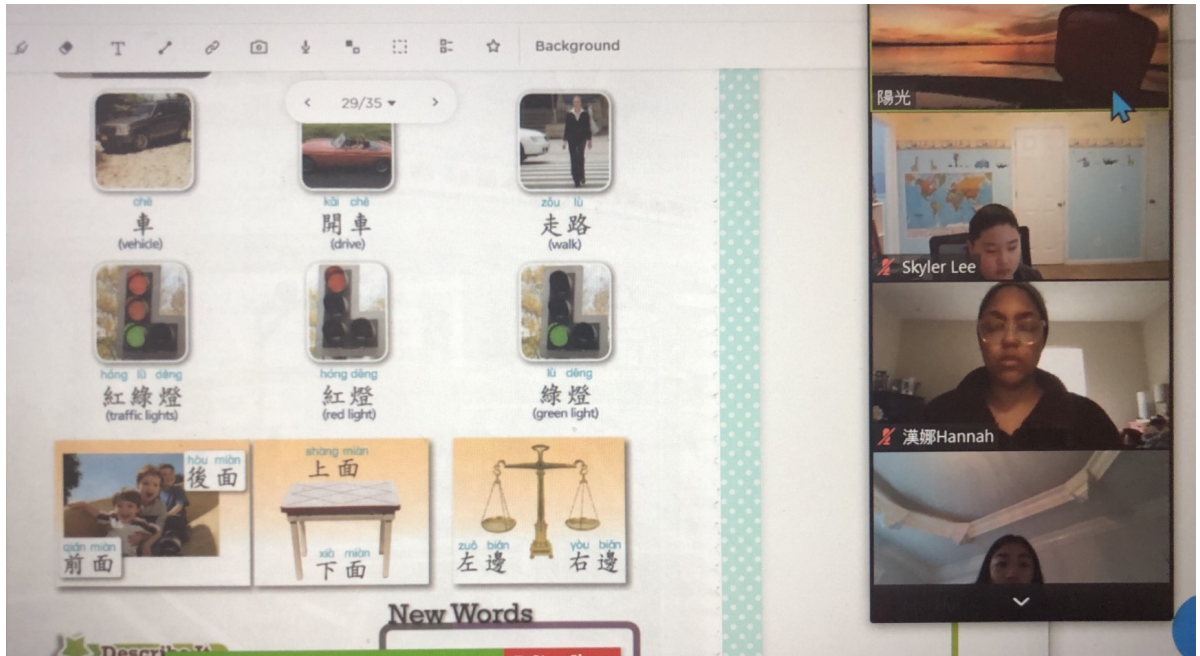 T
Background
29/35
chē
車
(vehicle)
kāi chē
開車
(drive)
zǒu lù
走路
(walk)
hóng lǜ dēng
紅綠燈
(traffic lights)
hóng dēng
紅燈
(red light)
lǜ dēng
綠燈
(green light)
hòu miàn
後面
qián miàn
前面
shàng miàn
上面
xià miàn
下面
zuǒ biān
左邊
yòu biān
右邊
New Words
Describe It
陽光
Skyler Lee
漢娜Hannah